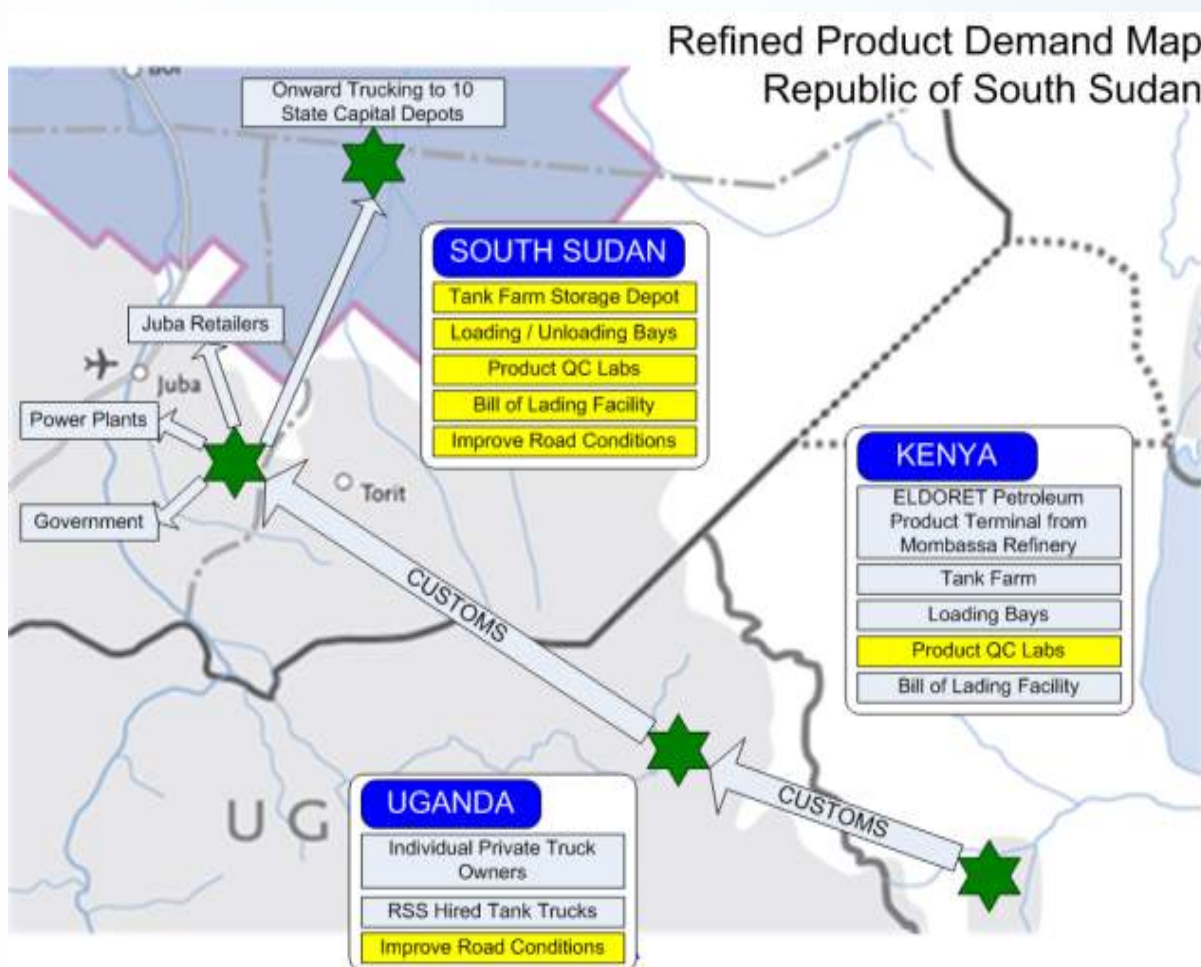 Refined Product Demand Map
Republic of South Sudan
Onward Trucking to 10
State Capital Depots
SOUTH SUDAN
Tank Farm Storage Depot
Loading / Unloading Bays
Product QC Labs
Bill of Lading Facility
Improve Road Conditions
Juba Retailers
Juba
Power Plants
Government
Torit
CUSTOMS
KENYA
ELDORET Petroleum
Product Terminal from
Mombassa Refinery
Tank Farm
Loading Bays
Product QC Labs
Bill of Lading Facility
CUSTOMS
UGANDA
Individual Private Truck
Owners
RSS Hired Tank Trucks
Improve Road Conditions
U G